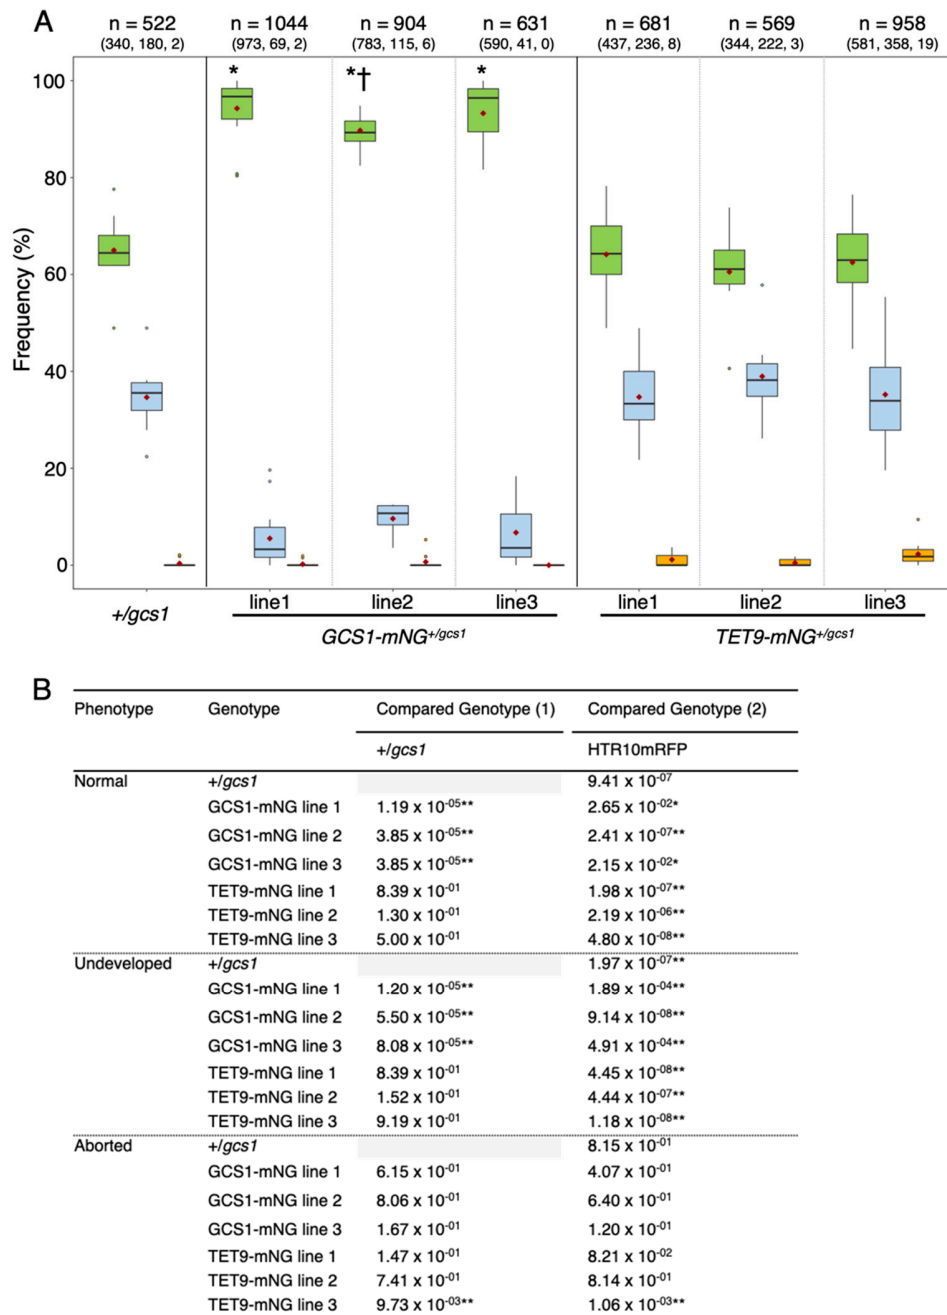 A
n = 522 n = 1044 n = 904 n = 631 n = 681 n = 569 n = 958
(340, 180, 2) (973, 69, 2) (783, 115, 6) (590, 41, 0) (437, 236, 8) (344, 222, 3) (581, 358, 19)
* *† *
100
80
60
40
20
0
Frequency (%)
+/gcs1 line1 line2 line3 line1 line2 line3
GCS1-mNG+/gcs1 TET9-mNG+/gcs1
B
Phenotype Genotype Compared Genotype (1) Compared Genotype (2)
+/gcs1 HTR10mRFP
Normal +/gcs1 9.41 x 10-07
GCS1-mNG line 1 1.19 x 10-05** 2.65 x 10-02*
GCS1-mNG line 2 3.85 x 10-05** 2.41 x 10-07**
GCS1-mNG line 3 3.85 x 10-05** 2.15 x 10-02*
TET9-mNG line 1 8.39 x 10-01 1.98 x 10-07**
TET9-mNG line 2 1.30 x 10-01 2.19 x 10-06**
TET9-mNG line 3 5.00 x 10-01 4.80 x 10-08**
Undeveloped +/gcs1 1.97 x 10-07**
GCS1-mNG line 1 1.20 x 10-05** 1.89 x 10-04**
GCS1-mNG line 2 5.50 x 10-05** 9.14 x 10-08**
GCS1-mNG line 3 8.08 x 10-05** 4.91 x 10-04**
TET9-mNG line 1 8.39 x 10-01 4.45 x 10-08**
TET9-mNG line 2 1.52 x 10-01 4.44 x 10-07**
TET9-mNG line 3 9.19 x 10-01 1.18 x 10-08**
Aborted +/gcs1 8.15 x 10-01
GCS1-mNG line 1 6.15 x 10-01 4.07 x 10-01
GCS1-mNG line 2 8.06 x 10-01 6.40 x 10-01
GCS1-mNG line 3 1.67 x 10-01 1.20 x 10-01
TET9-mNG line 1 1.47 x 10-01 8.21 x 10-02
TET9-mNG line 2 7.41 x 10-01 8.14 x 10-01
TET9-mNG line 3 9.73 x 10-03** 1.06 x 10-03**